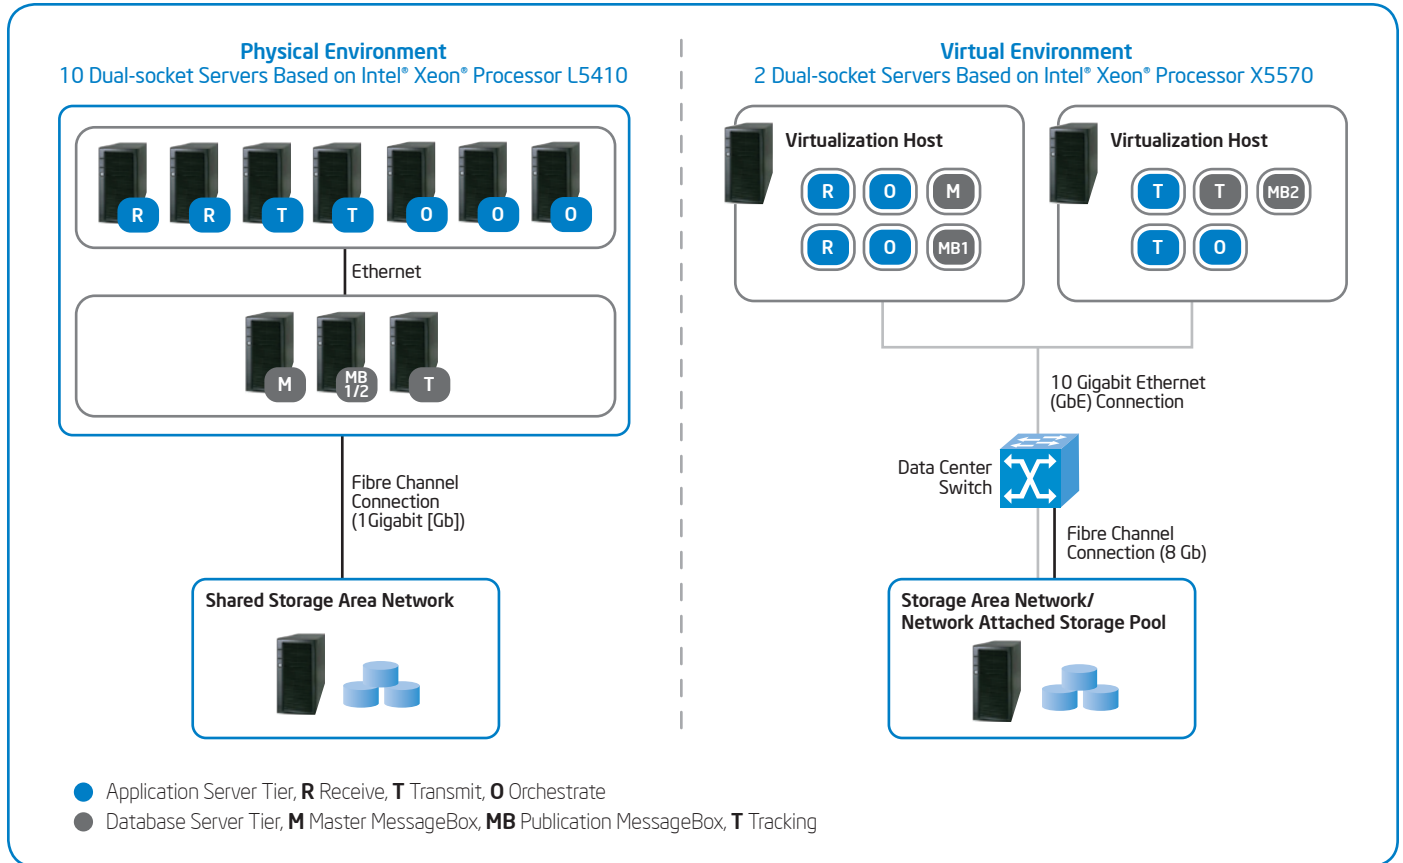 Physical Environment
10 Dual-socket Servers Based on Intel® Xeon® Processor L5410
R R T T O O O
Ethernet
M MB 1/2 T
Fibre Channel
Connection
(1Gigabit [Gb])
Shared Storage Area Network
Virtual Environment
2 Dual-socket Servers Based on Intel® Xeon® Processor X5570
Virtualization Host
R O M
R O MB1
Virtualization Host
T T MB2
T O
10 Gigabit Ethernet
(GbE) Connection
Data Center
Switch
Fibre Channel
Connection (8 Gb)
Storage Area Network/
Network Attached Storage Pool
Application Server Tier, R Receive, T Transmit, O Orchestrate
Database Server Tier, M Master MessageBox, MB Publication MessageBox, T Tracking